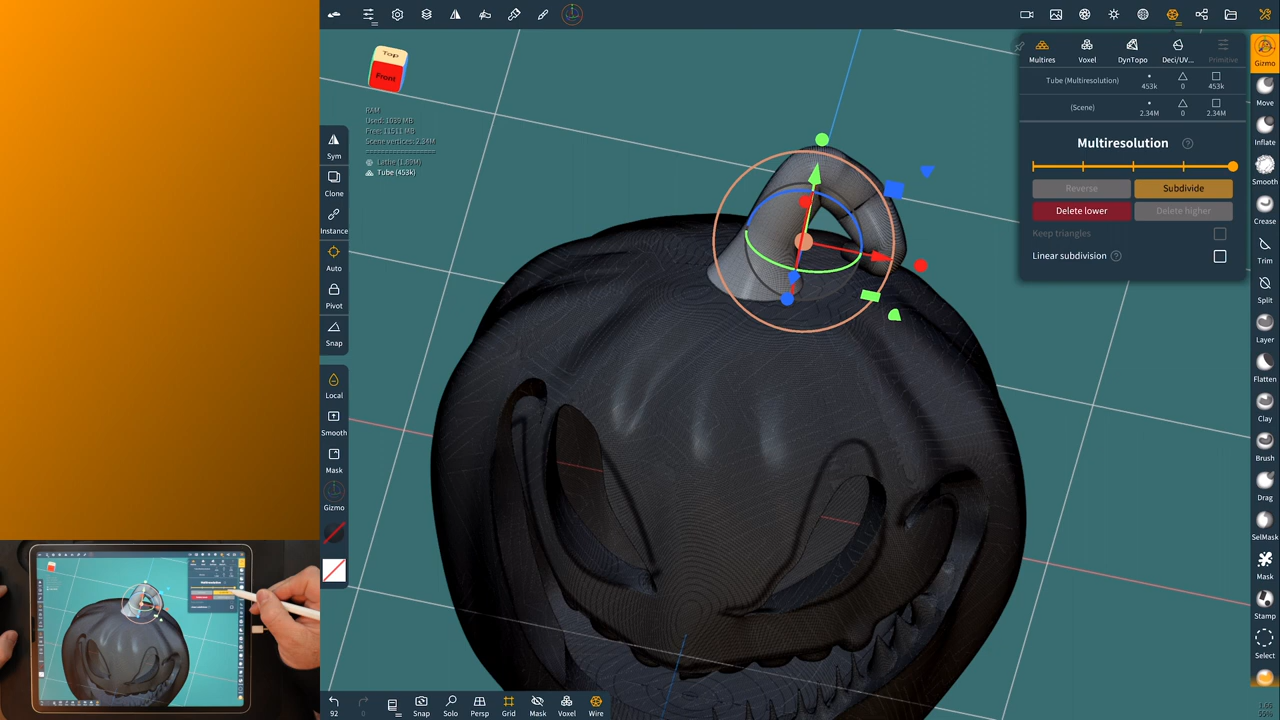 Top
Front
RAM
Used: 1039 MB
Free: 11511 MB
Scene vertices: 2.34M
Lathe (1.89M)
Tube (453k)
Sym
Clone
Instance
Auto
Pivot
Snap
Local
Smooth
Mask
Gizmo
Multires
Voxel
DynTopo
Deci/UV...
Primitive
Tube (Multiresolution)
453k
0
453k
(Scene)
2.34M
0
2.34M
Multiresolution ?
Reverse
Subdivide
Delete lower
Delete higher
Keep triangles
Linear subdivision ?
Gizmo
Move
Inflate
Smooth
Crease
Trim
Split
Layer
Flatten
Clay
Brush
Drag
SelMask
Mask
Stamp
Select
92
0
Snap
Solo
Persp
Grid
Mask
Voxel
Wire
1.66
55%